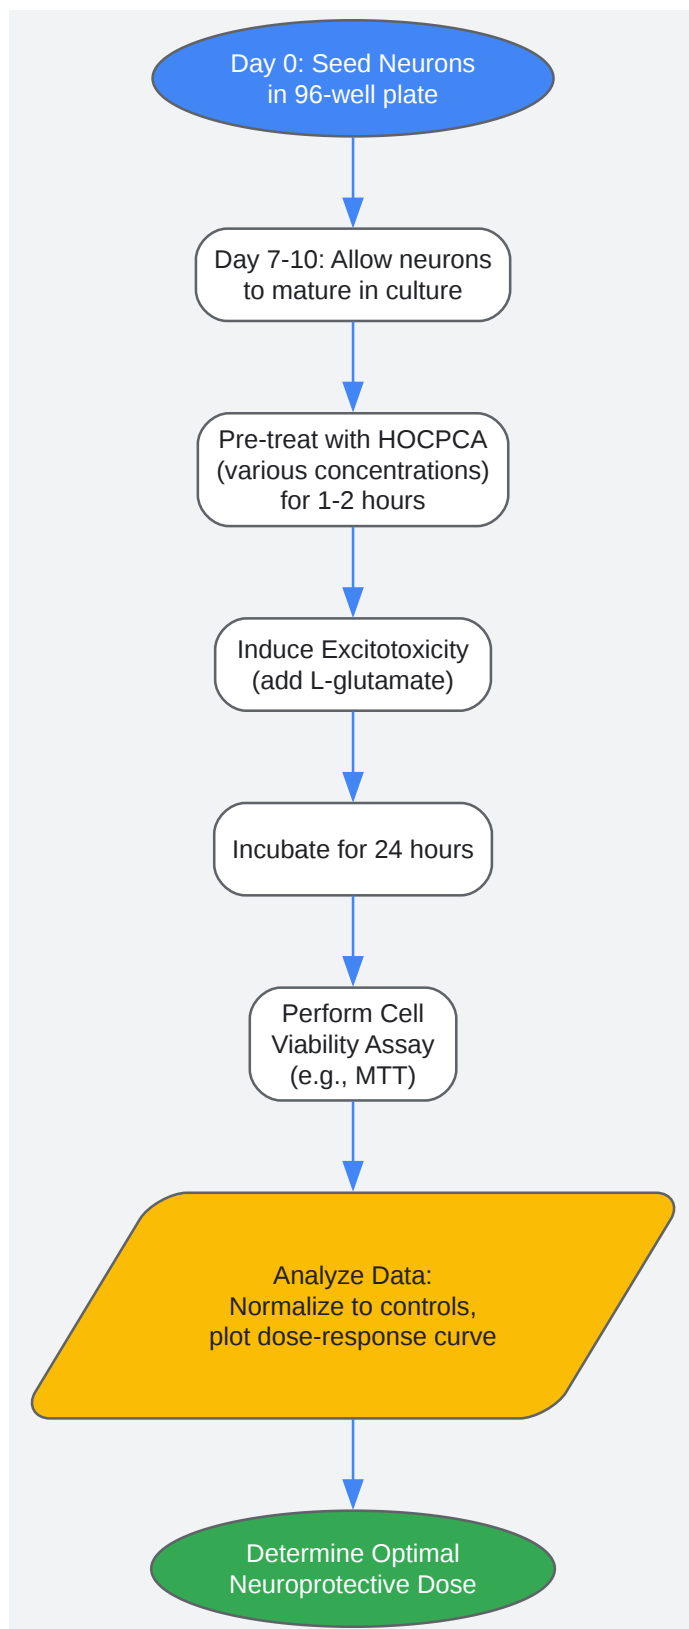 Day 0: Seed Neurons
in 96-well plate
Day 7-10: Allow neurons
to mature in culture
Pre-treat with HOCPCA
(various concentrations)
for 1-2 hours
Induce Excitotoxicity
(add L-glutamate)
Incubate for 24 hours
Perform Cell
Viability Assay
(e.g., MTT)
Analyze Data:
Normalize to controls,
plot dose-response curve
Determine Optimal
Neuroprotective Dose